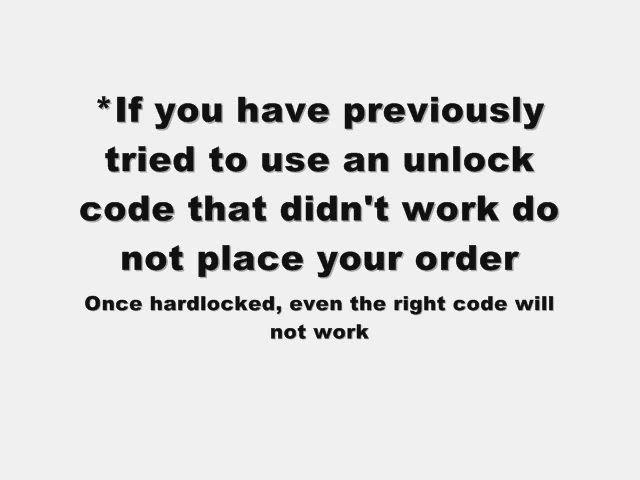 *If you have previously
tried to use an unlock
code that didn't work do
not place your order
Once hardlocked, even the right code will
not work